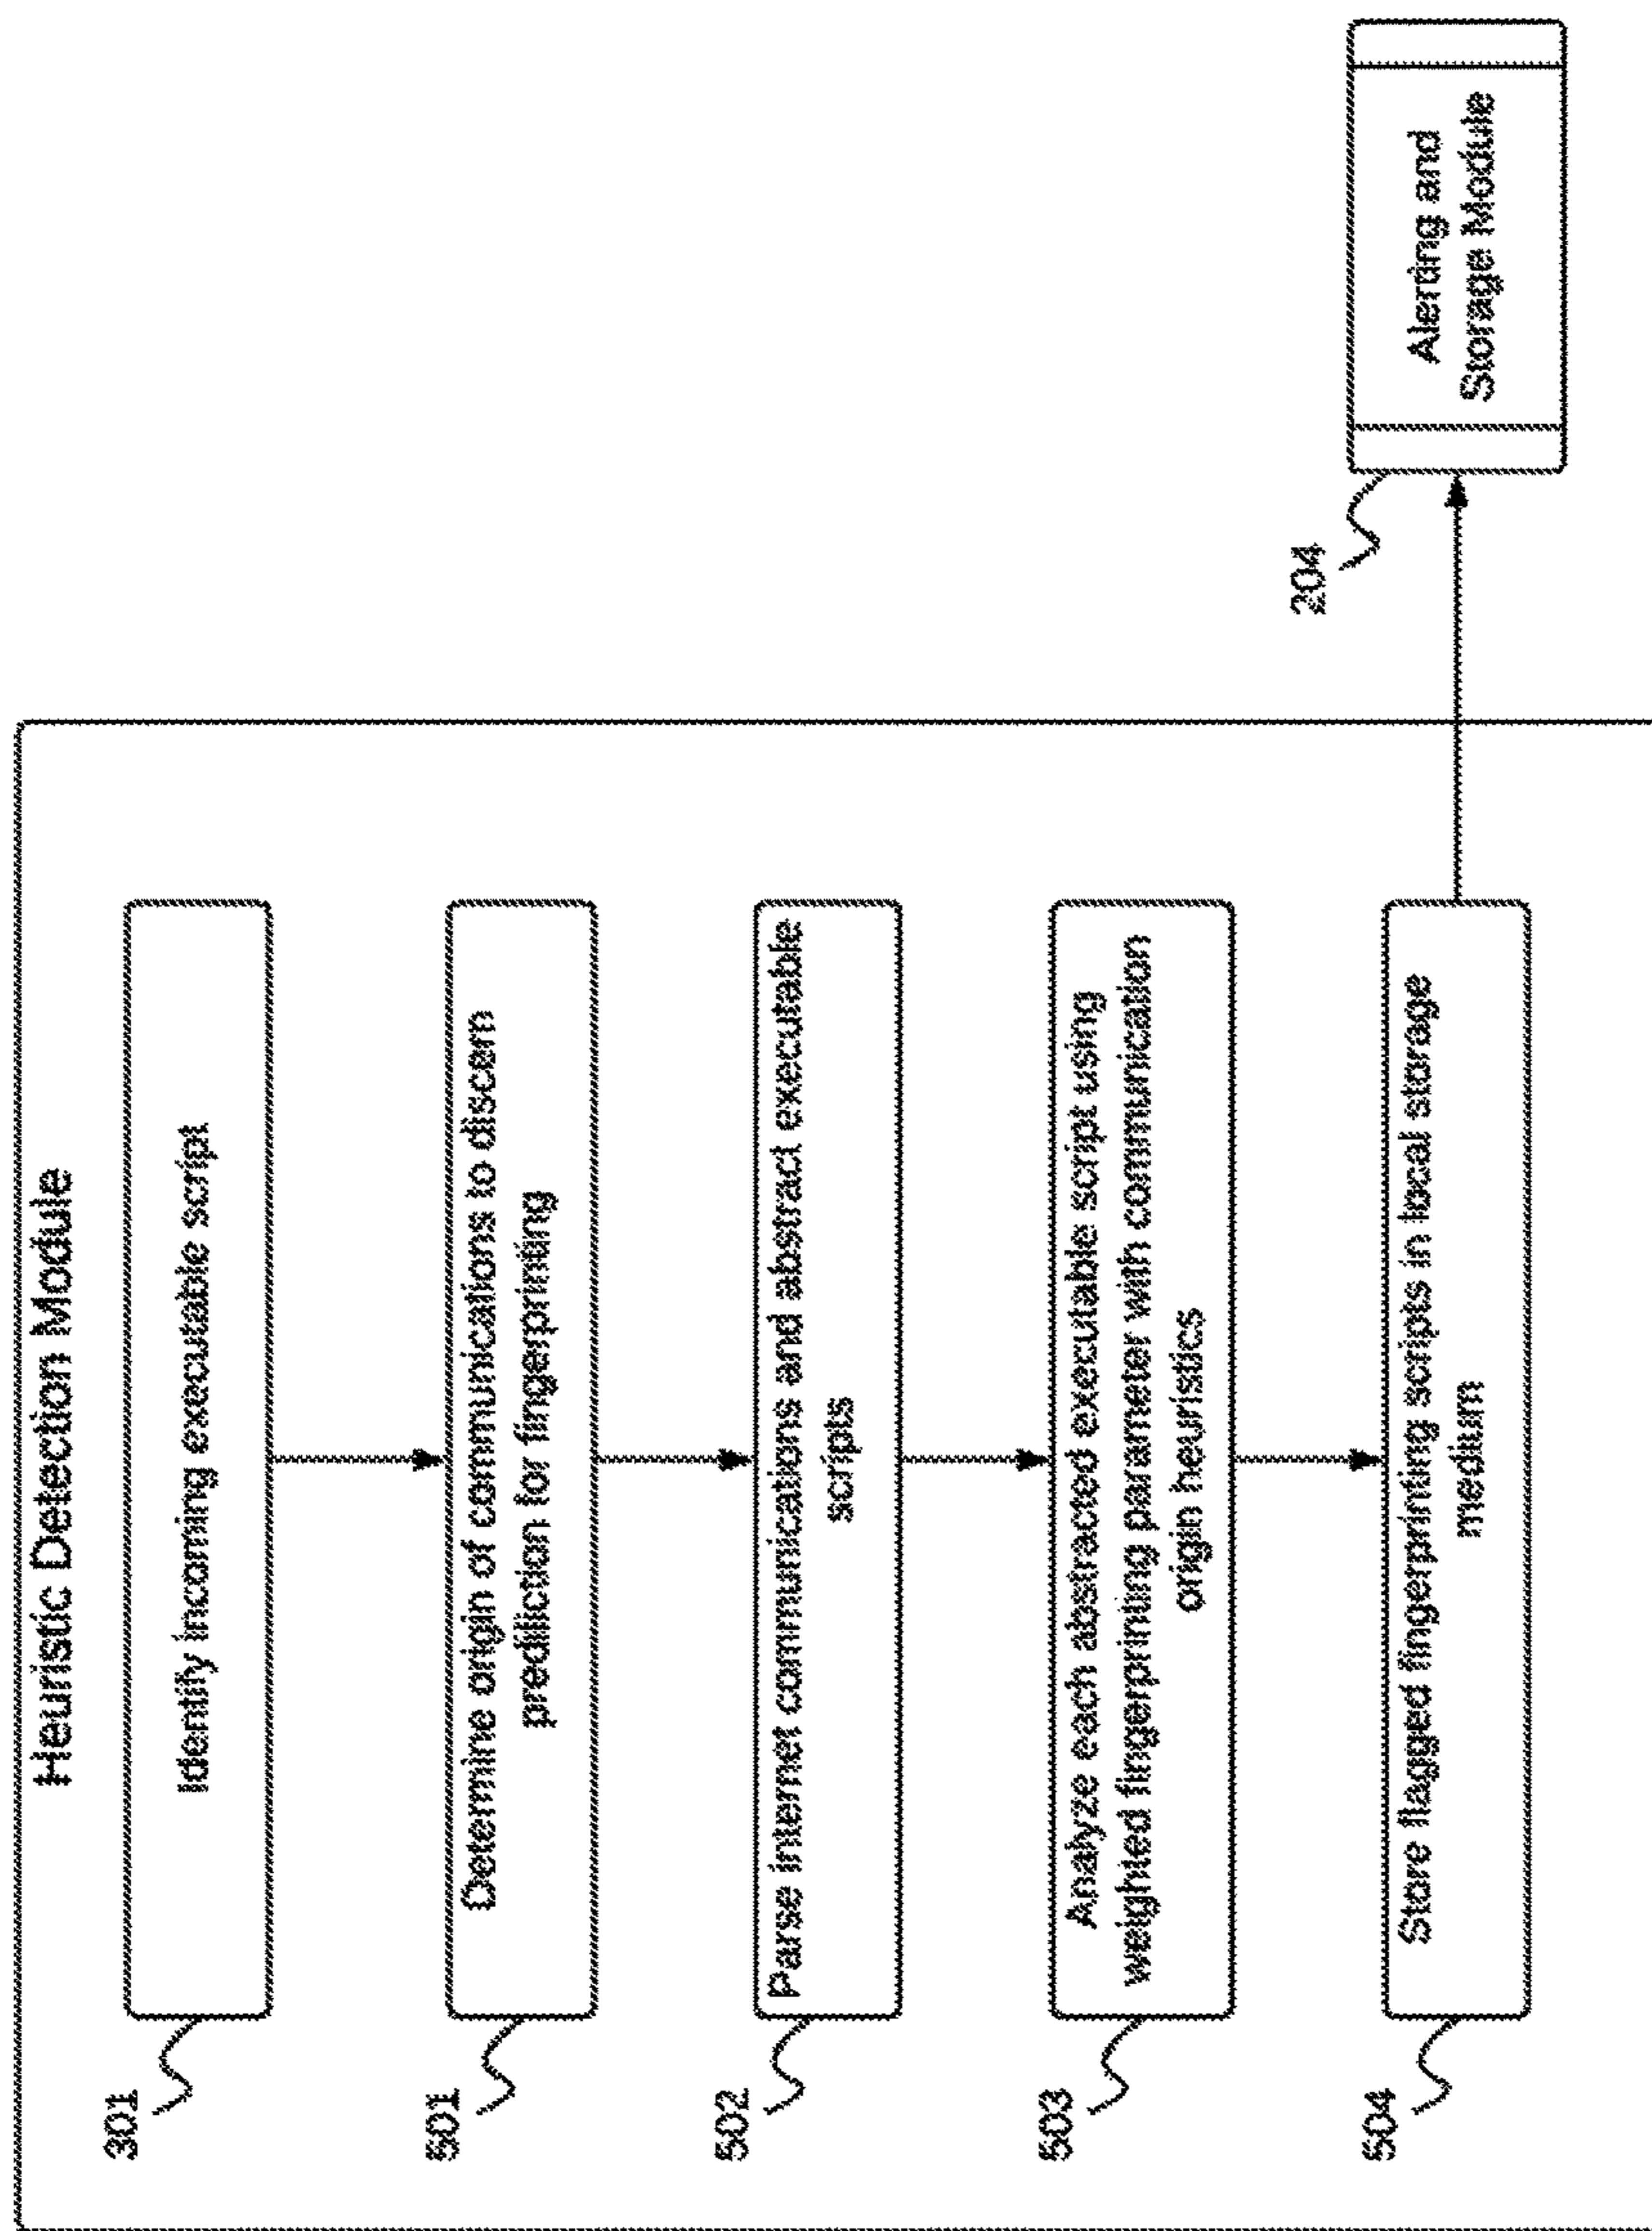 Heuristic Detection Module
301
Identify incoming executable script
501
Determine origin of communications to discern
prediliction for fingerprinting
502
Parse internet communications and abstract executable
scripts
503
Analyze each abstracted executable script using
weighted fingerprinting parameter with communication
origin heuristics
504
Store flagged fingerprinting scripts in local storage
medium
204
Alerting and
Storage Module